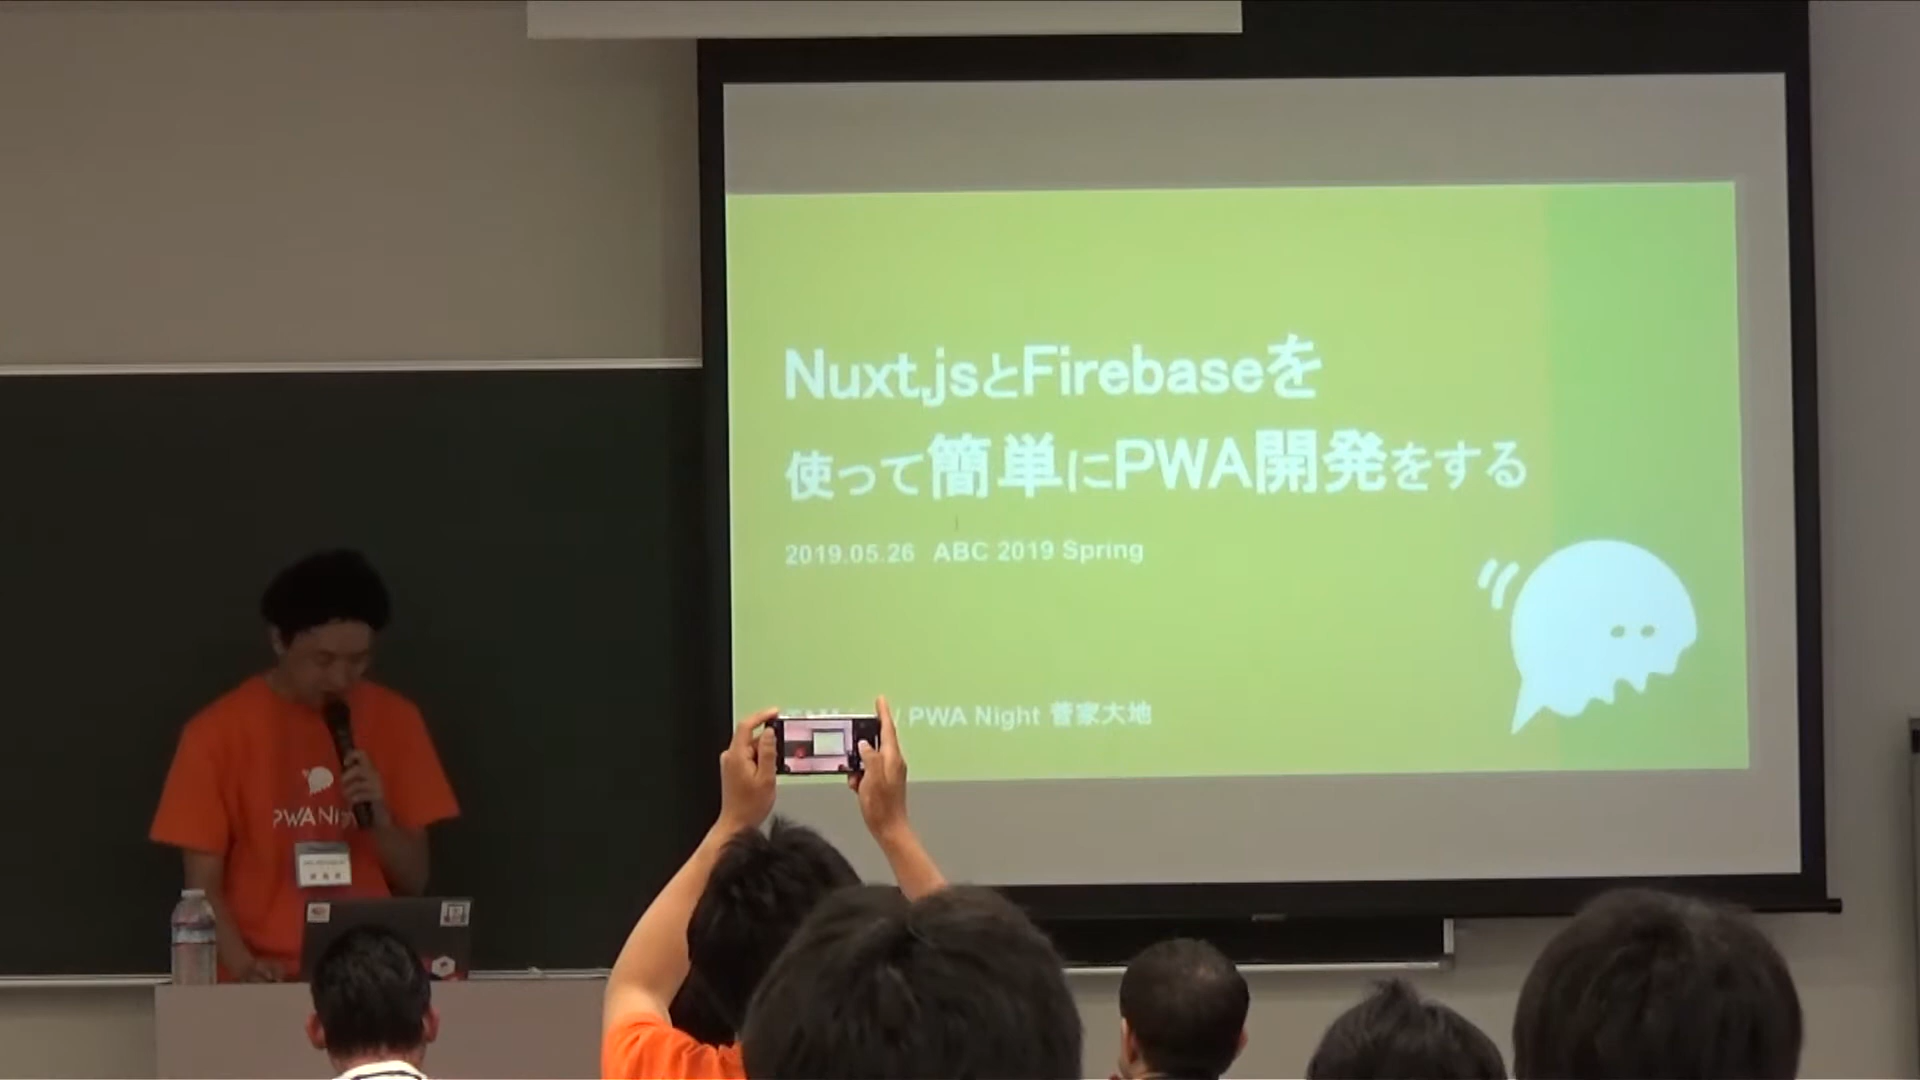 Nuxt.jsとFirebaseを
使って簡単にPWA開発をする
2019.05.26 ABC 2019 Spring
PWA Night 菅家大地
PWA Nig